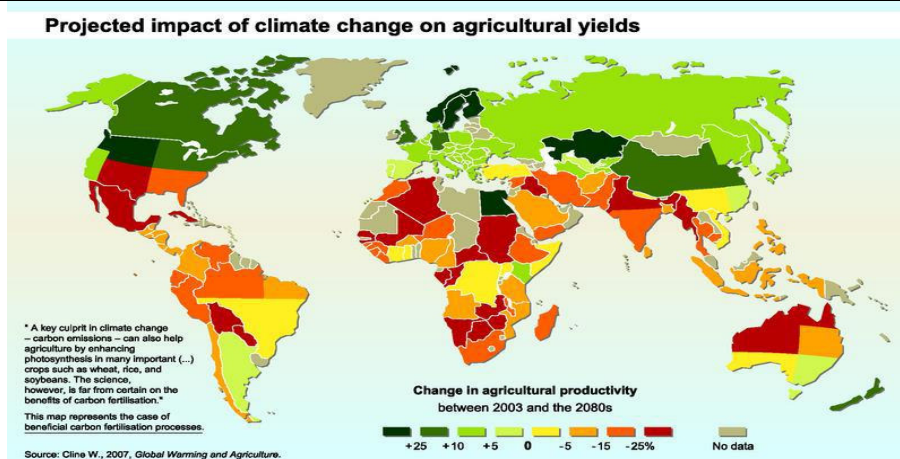 Projected impact of climate change on agricultural yields
" A key culprit in climate change
– carbon emissions – can also help
agriculture by enhancing
photosynthesis in many important (...)
crops such as wheat, rice, and
soybeans. The science,
however, is far from certain on the
benefits of carbon fertilisation."
This map represents the case of
beneficial carbon fertilisation processes.
Source: Cline W., 2007, Global Warming and Agriculture.
Change in agricultural productivity
between 2003 and the 2080s
+25 +10 +5 0 -5 -15 -25%
No data